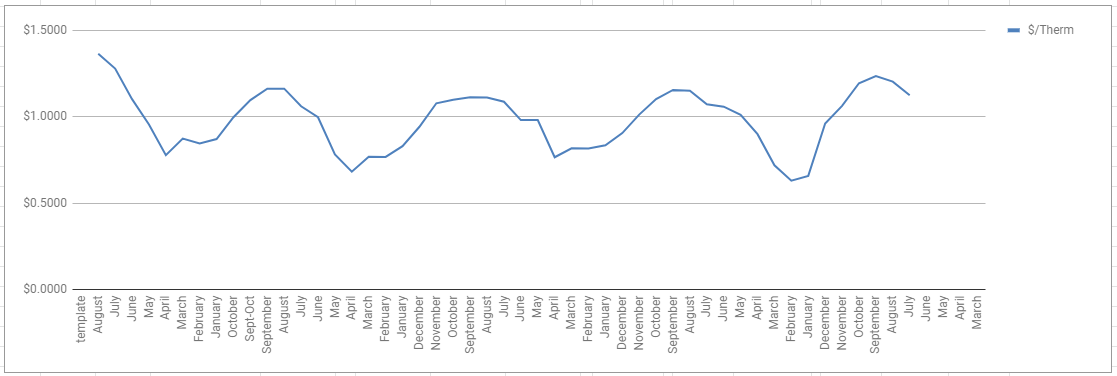 $1.5000
$/Therm
$1.0000
$0.5000
$0.0000
template
August
July
June
May
April
March
February
January
October
Sept-Oct
September
August
July
June
May
April
March
February
January
December
November
October
September
August
July
June
May
April
March
February
January
December
November
October
September
August
July
June
May
April
March
February
January
December
November
October
September
August
July
June
May
April
March